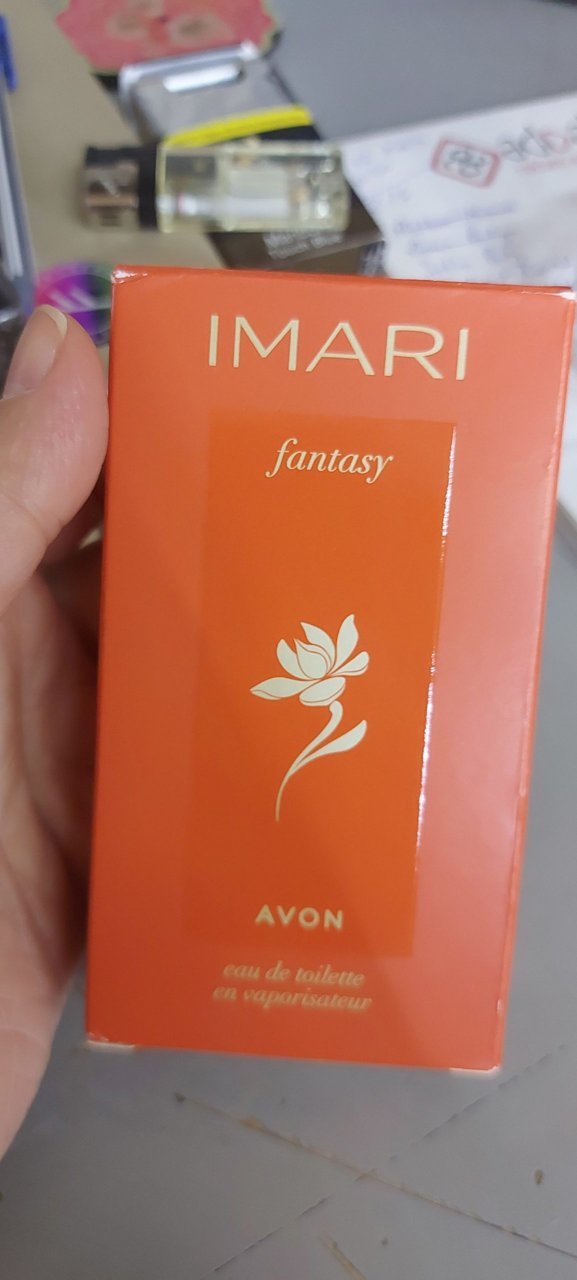 IMARI
fantasy
AVON
eau de toilette
en vaporisateur